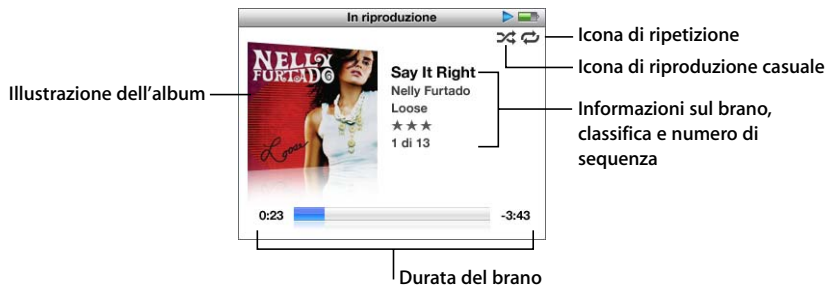 In riproduzione
Icona di ripetizione
Icona di riproduzione casuale
Illustrazione dell'album
NELLY
FURTADO
Loose
Say It Right
Nelly Furtado
Loose
★★★
1 di 13
Informazioni sul brano,
classifica e numero di
sequenza
0:23
-3:43
Durata del brano